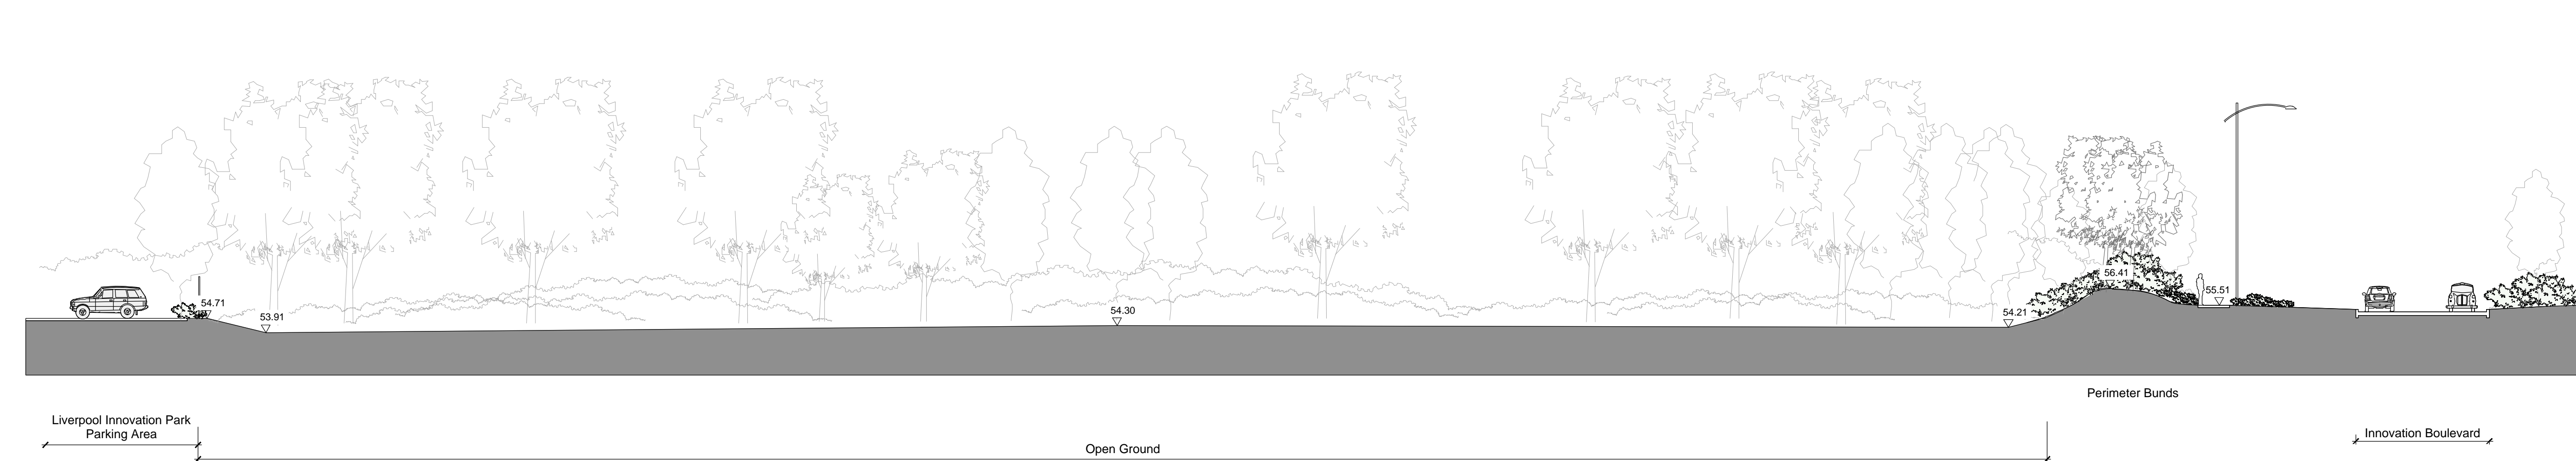 54.71
53.91
54.30
54.21
56.41
55.51
Perimeter Bunds
Liverpool Innovation Park
Parking Area
Open Ground
Innovation Boulevard